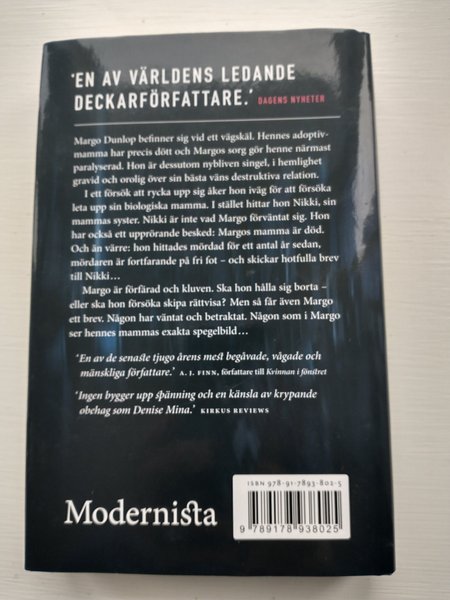 'EN AV VÄRLDENS LEDANDE
DECKARFÖRFATTARE.' DAGENS NYHETER
Margo Dunlop befinner sig vid ett vägskäl. Hennes adoptiv-
mamma har precis dött och Margos sorg gör henne närmast
paralyserad. Hon är dessutom nybliven singel, i hemlighet
gravid och orolig över sin bästa väns destruktiva relation.
I ett försök att rycka upp sig åker hon iväg för att försöka
leta upp sin biologiska mamma. I stället hittar hon Nikki, sin
mammas syster. Nikki är inte vad Margo förväntat sig. Hon
har också ett upprörande besked: Margos mamma är död.
Och än värre: hon hittades mördad för ett antal år sedan,
mördaren är fortfarande på fri fot – och skickar hotfulla brev
till Nikki…
Margo är förfärad och kluven. Ska hon hålla sig borta –
eller ska hon försöka skipa rättvisa? Men så får även Margo
ett brev. Någon har väntat och betraktat. Någon som i Margo
ser hennes mammas exakta spegelbild…
'En av de senaste tjugo årens mest begåvade, vågade och
mänskliga författare.' A. J. FINN, författare till Kvinnan i fönstret
'Ingen bygger upp spänning och en känsla av krypande
obehag som Denise Mina.' KIRKUS REVIEWS
ISBN 978-91-7893-802-5
9 789178 938025
Modernista